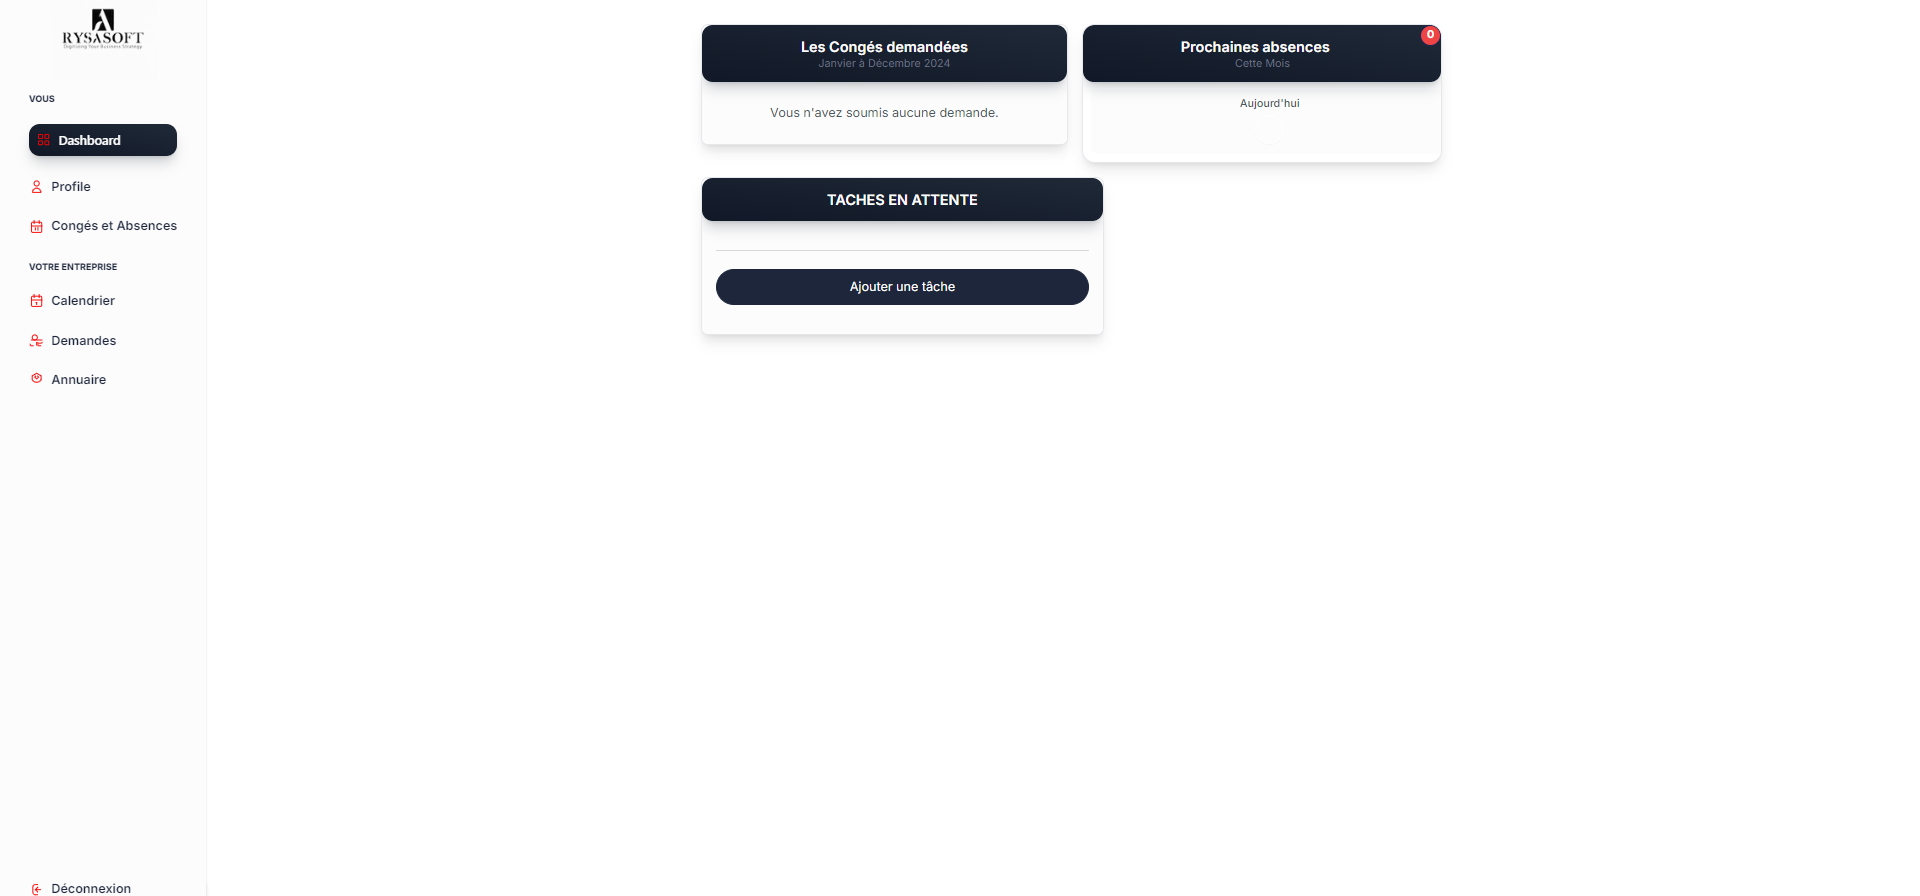 RYSASOFT
Digitizing Your Business Strategy
VOUS
Dashboard
Profile
Congés et Absences
VOTRE ENTREPRISE
Calendrier
Demandes
Annuaire
Déconnexion
Les Congés demandées
Janvier à Décembre 2024
Vous n'avez soumis aucune demande.
Prochaines absences
0
Cette Mois
Aujourd'hui
TACHES EN ATTENTE
Ajouter une tâche